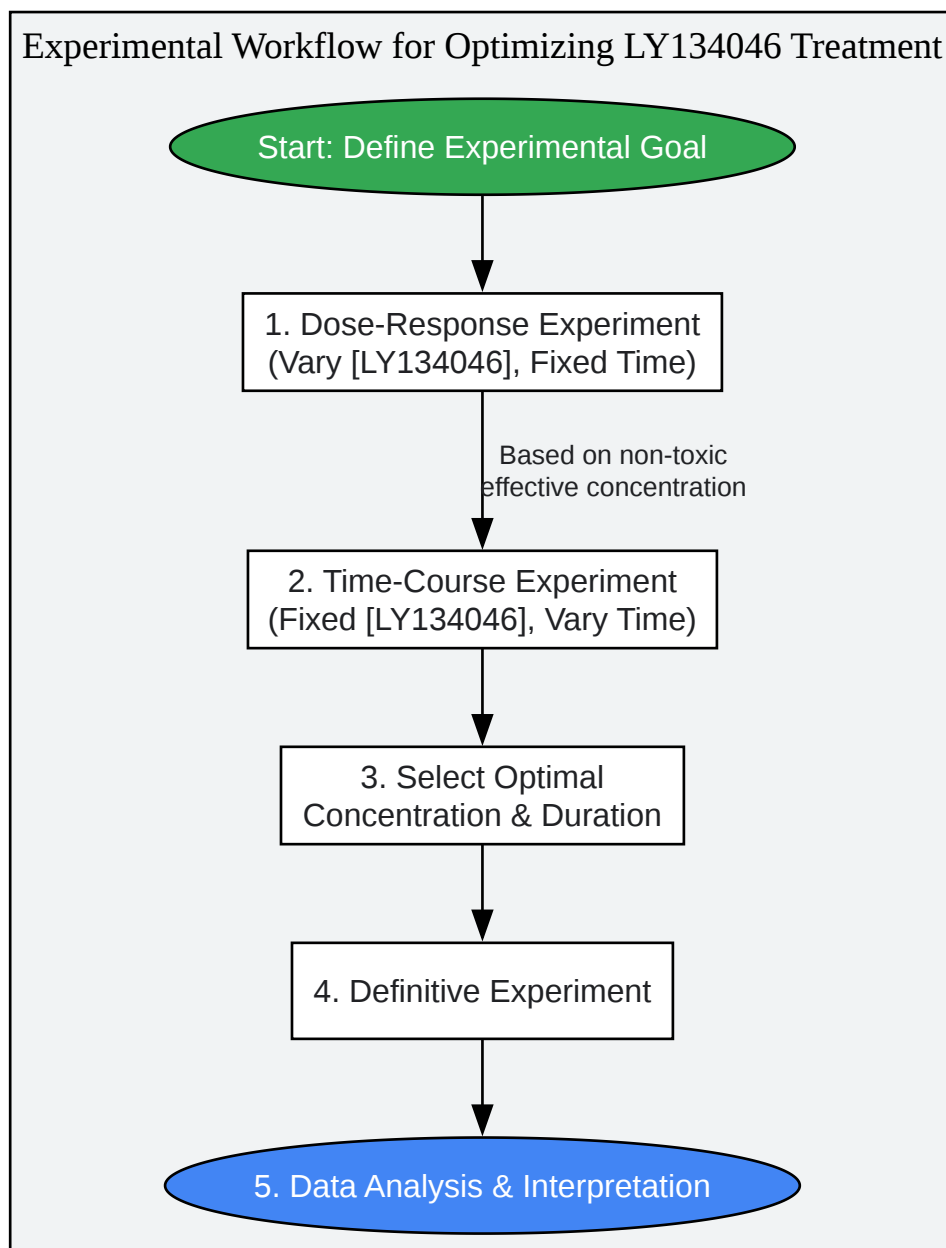 Experimental Workflow for Optimizing LY134046 Treatment
Start: Define Experimental Goal
1. Dose-Response Experiment
(Vary [LY134046], Fixed Time)
Based on non-toxic
effective concentration
2. Time-Course Experiment
(Fixed [LY134046], Vary Time)
3. Select Optimal
Concentration & Duration
4. Definitive Experiment
5. Data Analysis & Interpretation